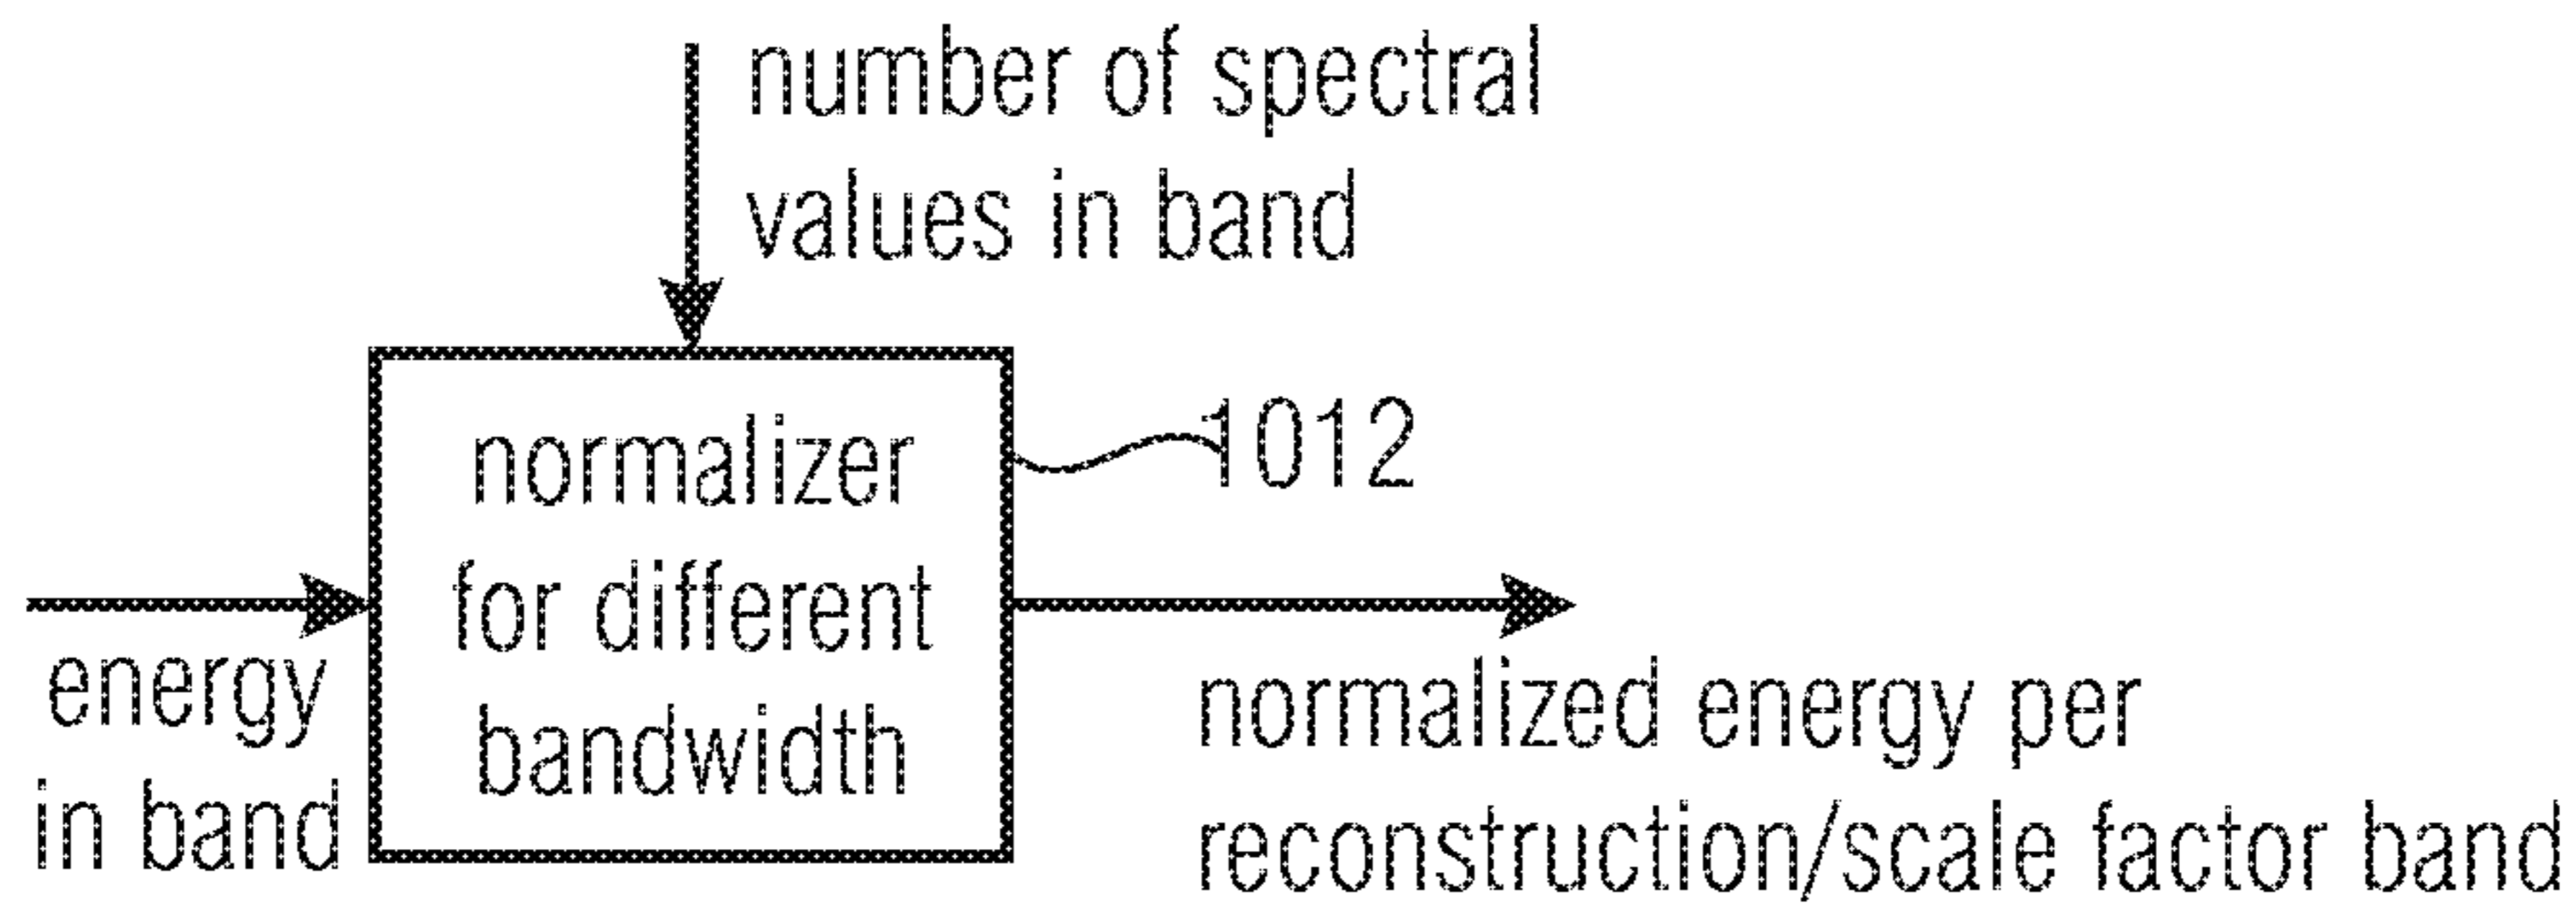 number of spectral
values in band
1012
normalizer
for different
bandwidth
energy
in band
normalized energy per
reconstruction/scale factor band